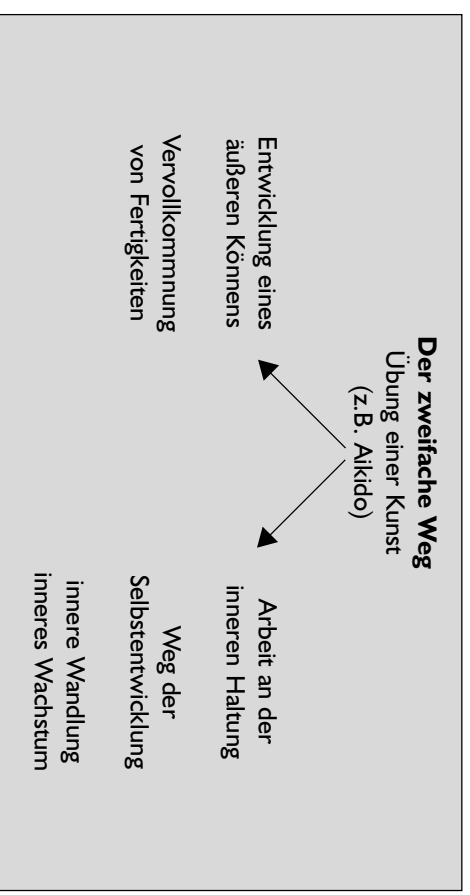 Der zweifache Weg
Übung einer Kunst
(z.B. Aikido)
Entwicklung eines
äußeren Könnens
Vervollkommnung
von Fertigkeiten
Arbeit an der
inneren Haltung
Weg der
Selbstentwicklung
innere Wandlung
inneres Wachstum